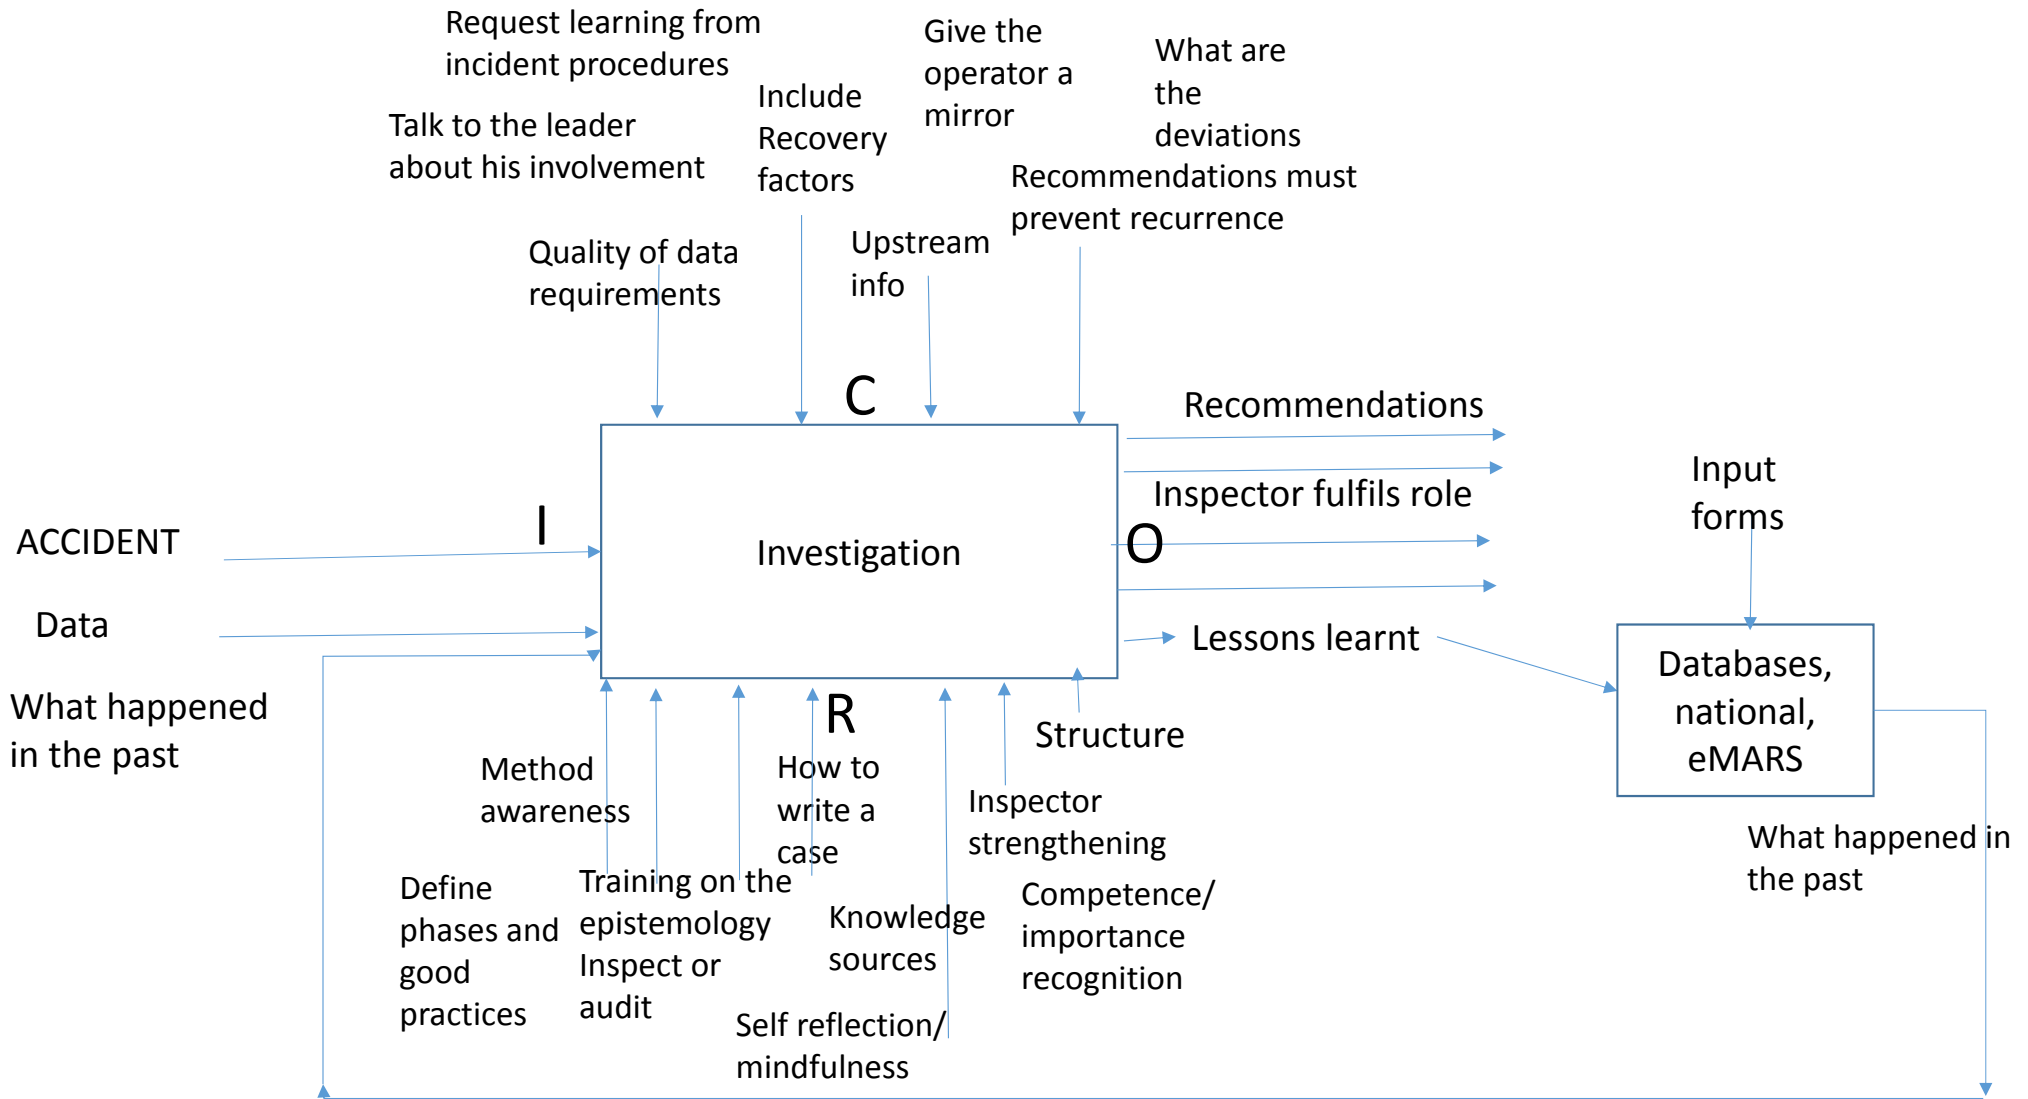 Request learning from
incident procedures
Give the
operator a
mirror
What are
the
deviations
Include
Recovery
factors
Talk to the leader
about his involvement
Recommendations must
prevent recurrence
Quality of data
requirements
Upstream
info
C
Recommendations
Input
forms
Inspector fulfils role
I
ACCIDENT
O
Investigation
Data
Lessons learnt
Databases,
national,
eMARS
What happened
in the past
R
Structure
Method
awareness
How to
write a
case
Inspector
strengthening
What happened in
the past
Define
phases and
good
practices
Training on the
epistemology
Inspect or
audit
Knowledge
sources
Competence/
importance
recognition
Self reflection/
mindfulness